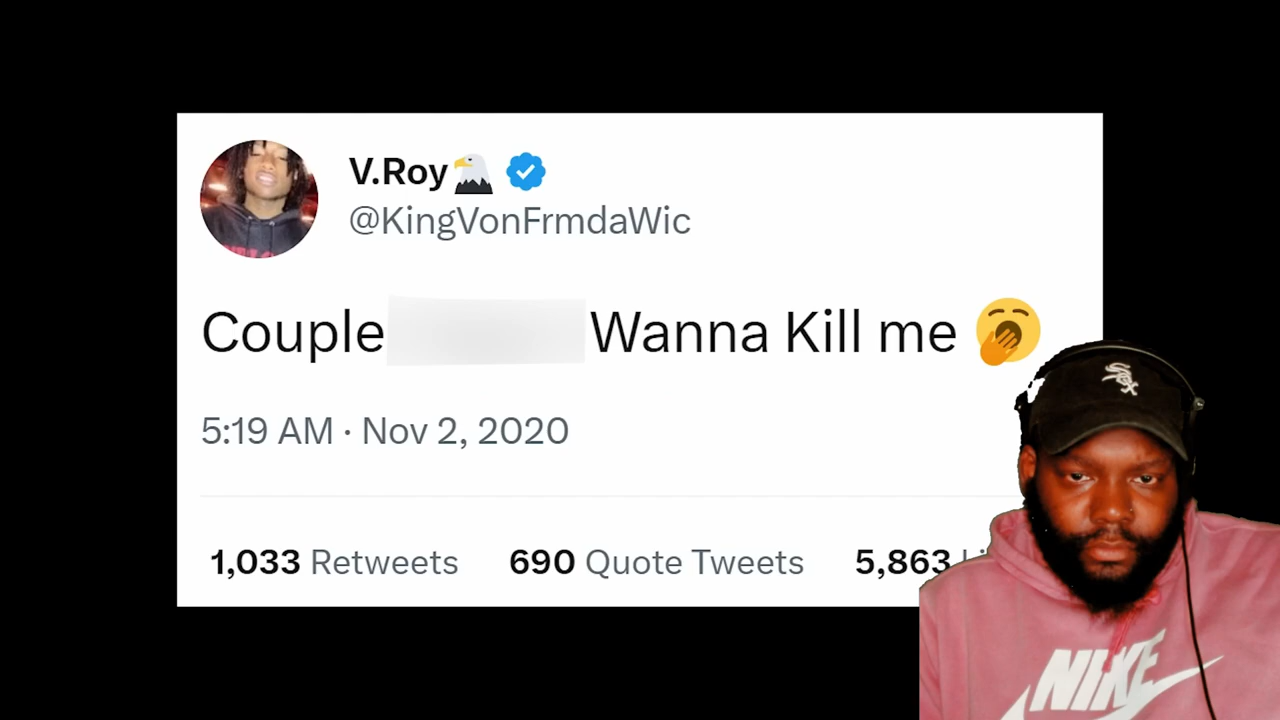 V.Roy🦅
@KingVonFrmdaWic
Couple Wanna Kill me 🥱
5:19 AM · Nov 2, 2020
1,033 Retweets 690 Quote Tweets 5,863
Sox
NIKE